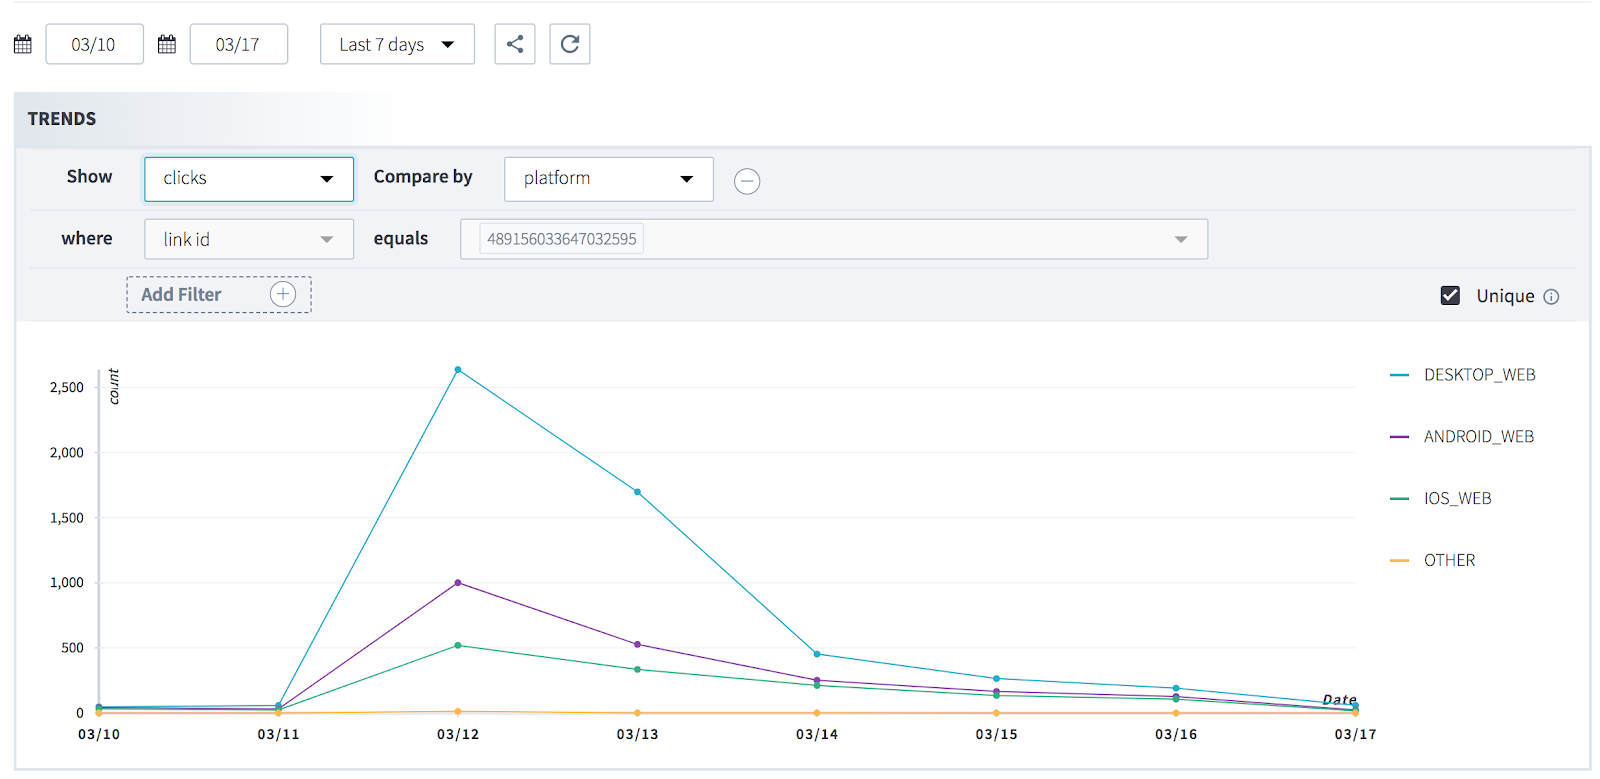 03/10 03/17 Last 7 days
TRENDS
Show clicks Compare by platform
where link id equals 489156033647032595
Add Filter Unique
count
2,500
2,000
1,500
1,000
500
0
DESKTOP_WEB
ANDROID_WEB
IOS_WEB
OTHER
Date
03/10 03/11 03/12 03/13 03/14 03/15 03/16 03/17